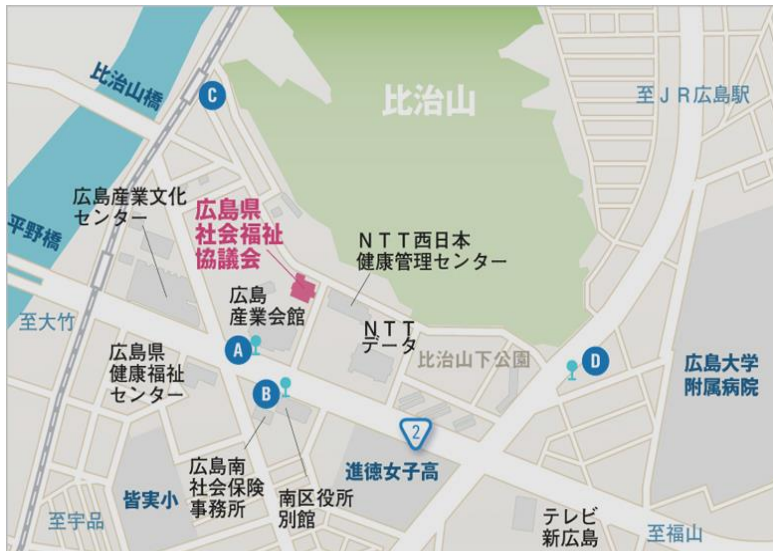 比治山橋
C
比治山
至ＪＲ広島駅
広島産業文化
センター
平野橋
広島県
社会福祉
協議会
ＮＴＴ西日本
健康管理センター
広島
産業会館
至大竹
A
ＮＴＴ
データ
比治山下公園
D
広島大学
附属病院
広島県
健康福祉
センター
B
2
広島南
社会保険
事務所
進徳女子高
皆実小
南区役所
別館
至宇品
テレビ
新広島
至福山